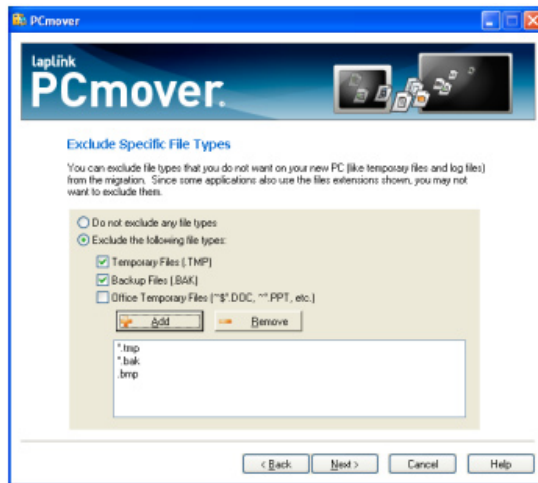 PCmover
laplink
PCmover.
Exclude Specific File Types
You can exclude file types that you do not want on your new PC (like temporary files and log files)
from the migration. Since some applications also use the files extensions shown, you may not
want to exclude them.
Do not exclude any file types
Exclude the following file types:
Temporary Files (.TMP)
Backup Files (.BAK)
Office Temporary Files (~$*.DOC, ~*.PPT, etc.)
Add Remove
*.tmp
*.bak
.bmp
< Back Next > Cancel Help